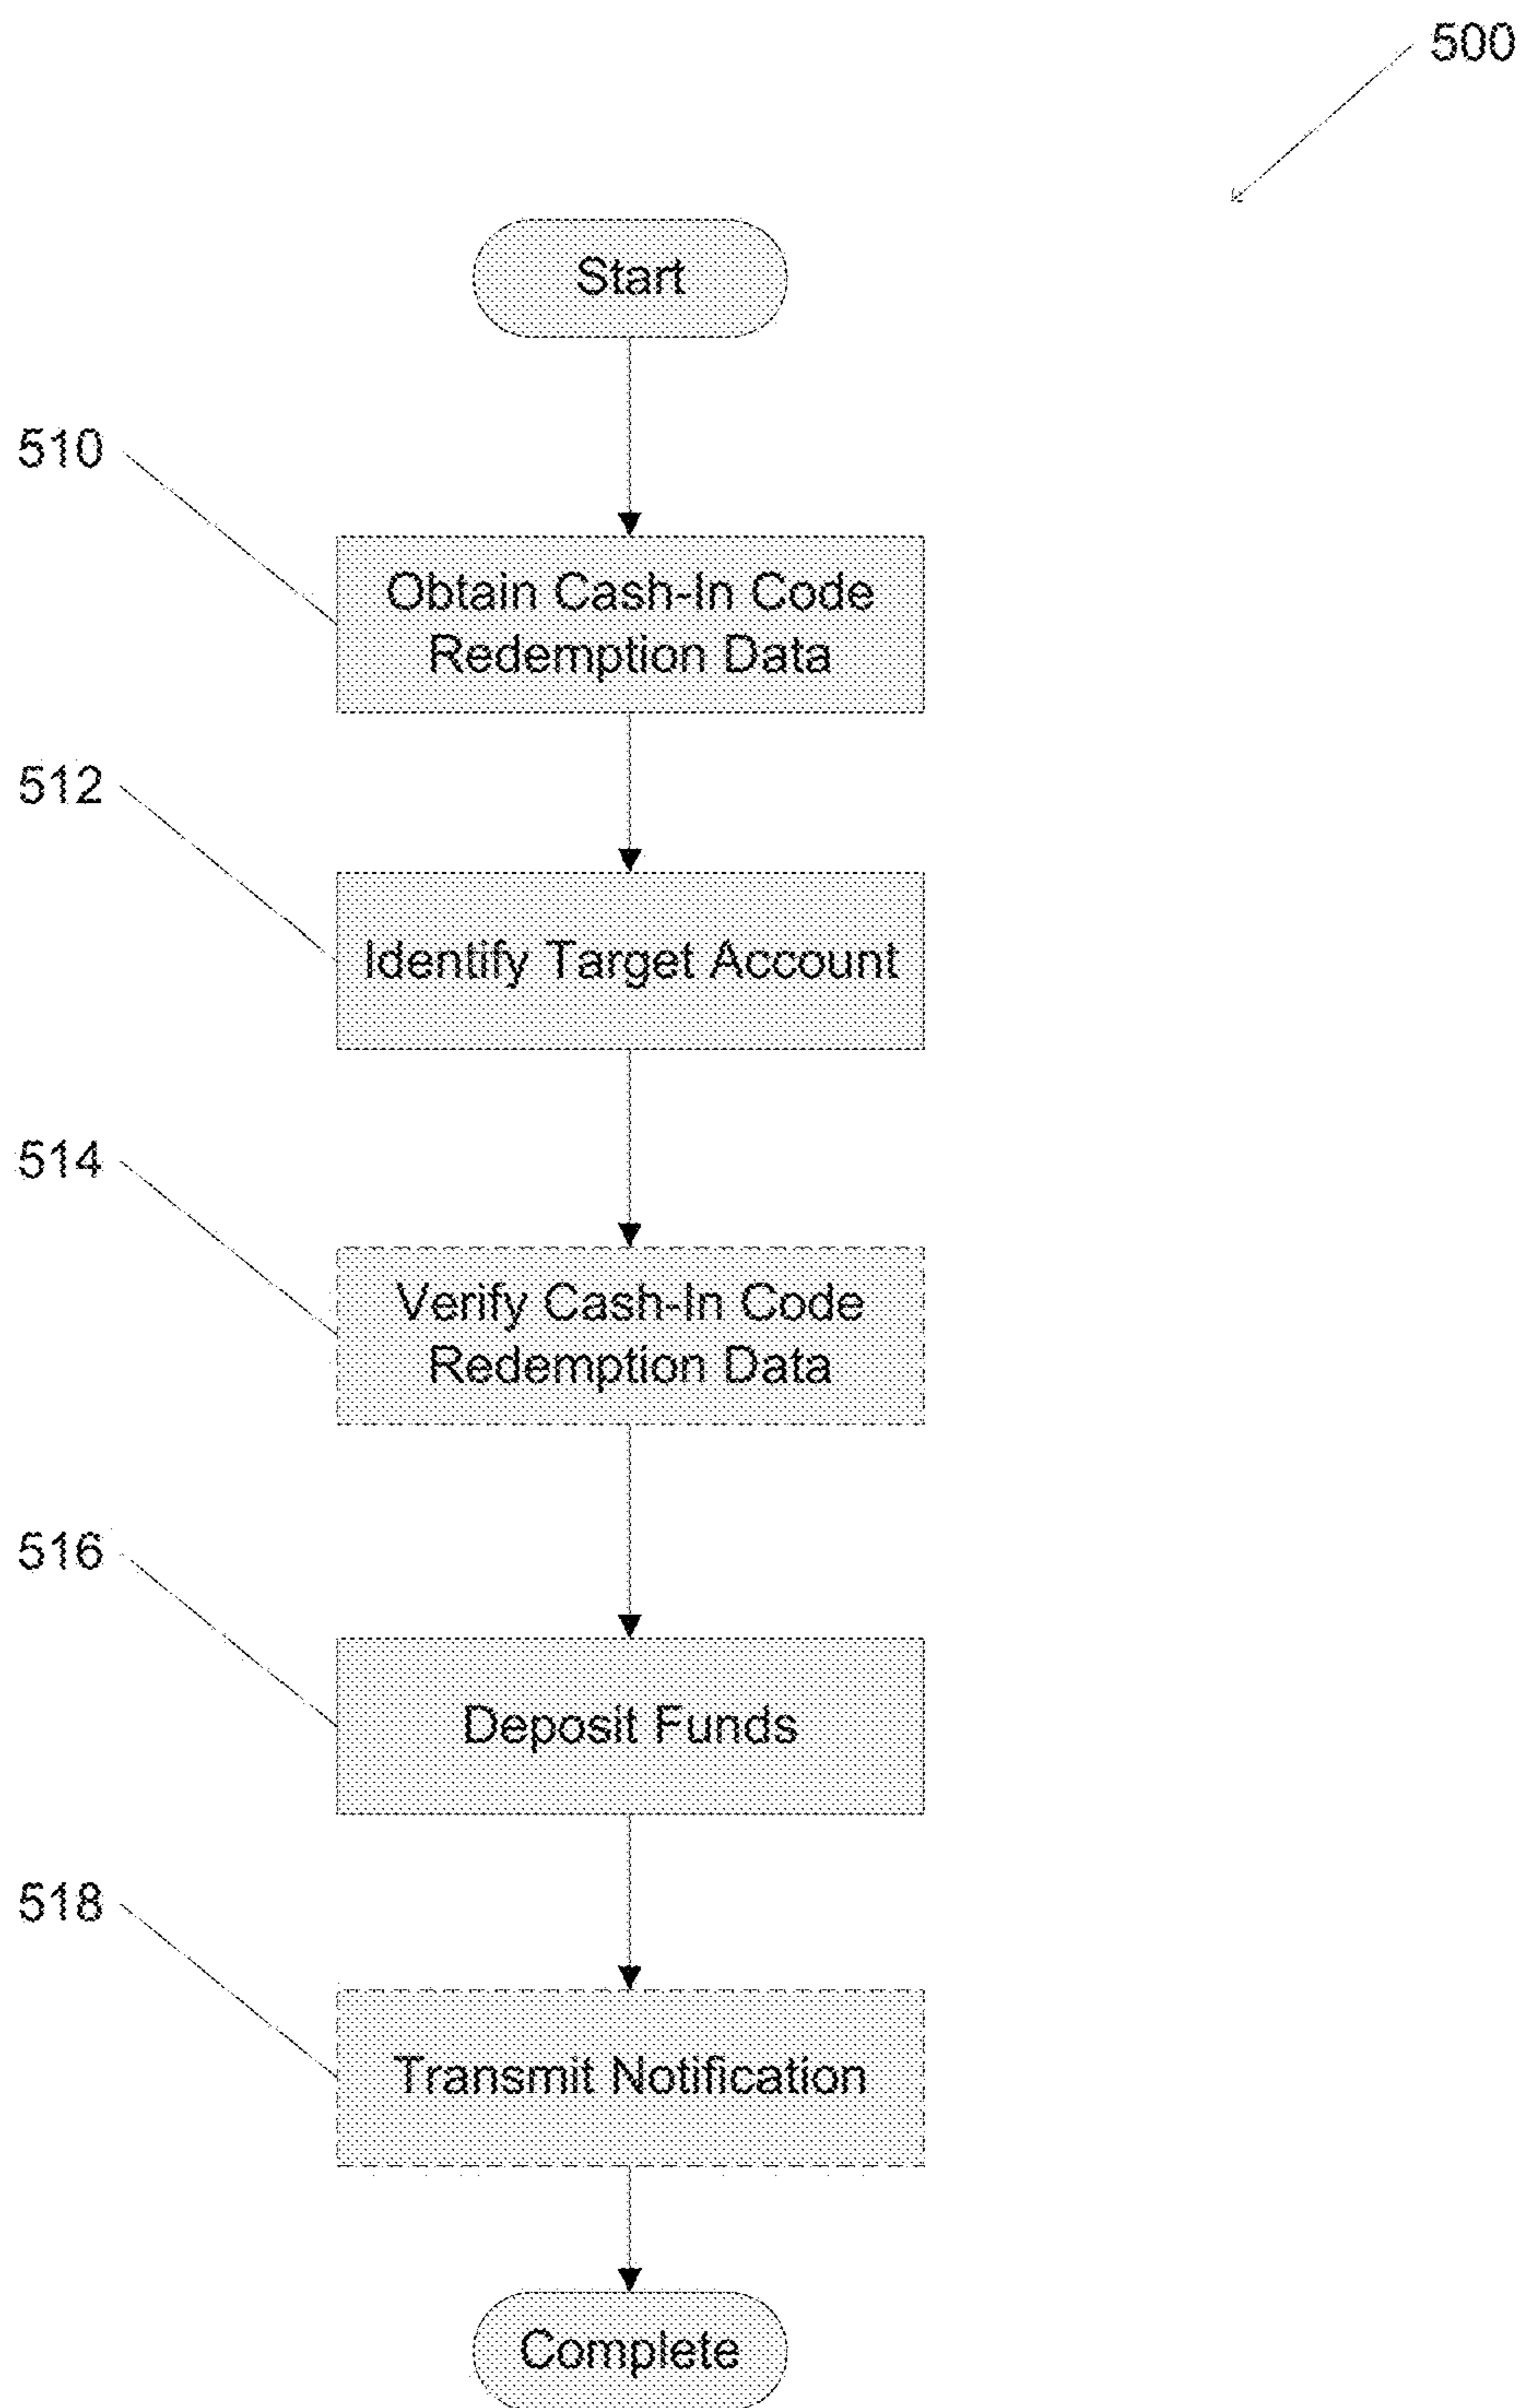 500
Start
510
Obtain Cash-In Code
Redemption Data
512
Identify Target Account
514
Verify Cash-In Code
Redemption Data
516
Deposit Funds
518
Transmit Notification
Complete